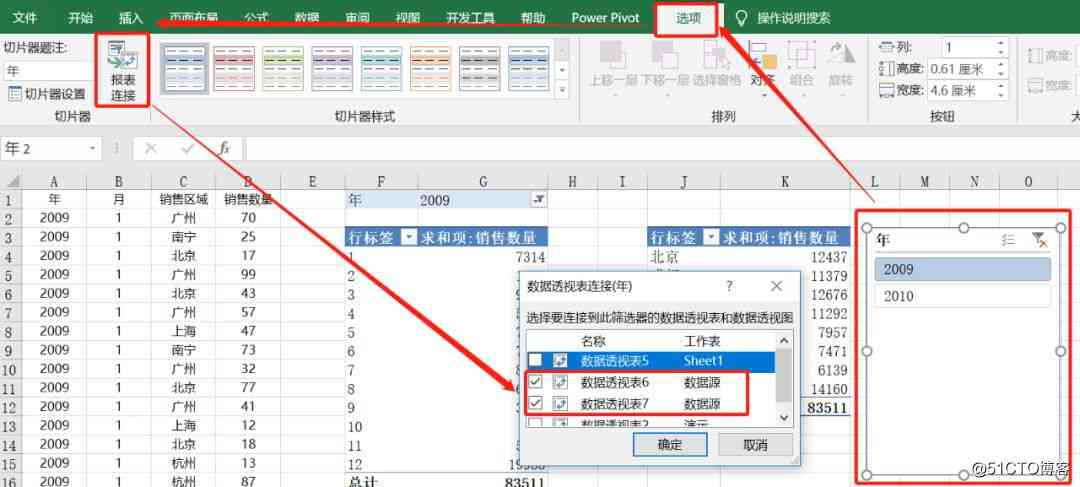 文件 开始 插入 页面布局 公式 数据 审阅 视图 开发工具 帮助 Power Pivot 选项 操作说明搜索
切片器题注:
年
切片器设置
报表
连接
上移一层 下移一层 选择窗格 对齐 组合 旋转
列: 1
高度: 0.61 厘米
宽度: 4.6 厘米
高度:
宽度:
切片器 切片器样式 排列 按钮 大
年 2 fx
A B C D E F G H I J K L M N O
1 年 月 销售区域 销售数量 年 2009
2 2009 1 广州 70
3 2009 1 南宁 25 行标签 求和项:销售数量 行标签 求和项:销售数量
4 2009 1 北京 17 1 7314 北京 12437
5 2009 1 广州 99 2 11379
6 2009 1 北京 43 3 12676
7 2009 1 广州 57 4 11292
8 2009 1 上海 47 5 7957
9 2009 1 南宁 73 6 7471
10 2009 1 广州 32 7 6139
11 2009 1 北京 77 8 14160
12 2009 1 广州 41 9 83511
13 2009 1 上海 12 10
14 2009 1 北京 18 11
15 2009 1 杭州 13 12
16 2009 1 杭州 87 总计 83511
数据透视表连接(年) ? ×
选择要连接到此筛选器的数据透视表和数据透视图
名称 工作表
数据透视表5 Sheet1
数据透视表6 数据源
数据透视表7 数据源
数据透视表2 演示
确定 取消
年
2009
2010
@51CTO博客